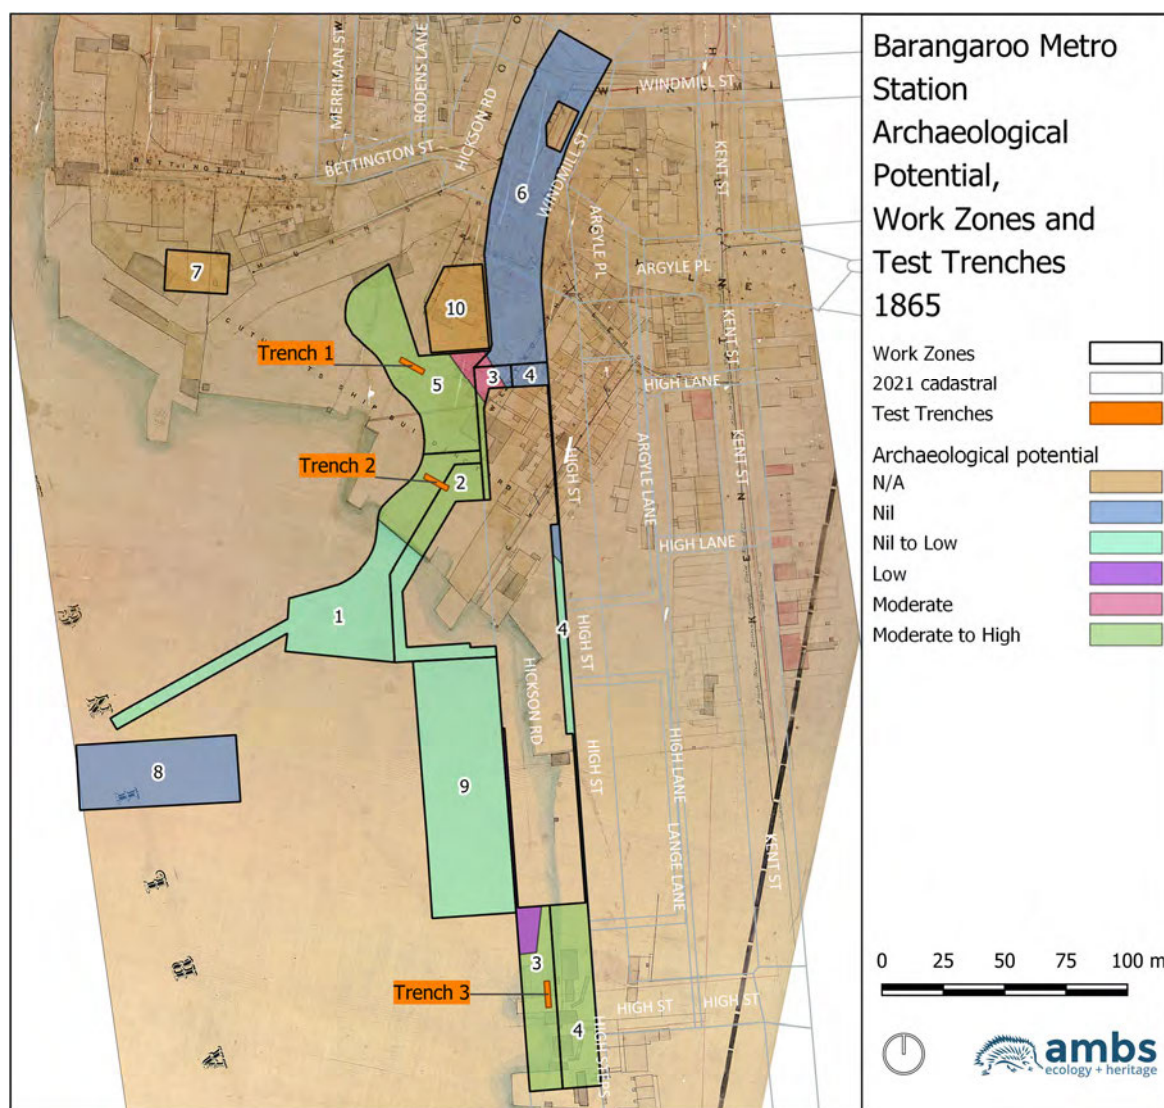 Barangaroo Metro
Station
Archaeological
Potential,
Work Zones and
Test Trenches
1865
Work Zones
2021 cadastral
Test Trenches
Archaeological potential
N/A
Nil
Nil to Low
Low
Moderate
Moderate to High
0 25 50 75 100 m
ambs
ecology + heritage
MERRIMAN ST
RODENS LANE
HICKSON RD
BETTINGTON ST
WINDMILL ST
KENT ST
WINDMILL ST
6
ARGYLE PL
ARGYLE PL
7
10
KENT ST
Trench 1
5
3
4
HIGH LANE
Trench 2
2
HIGH ST
ARGYLE LANE
KENT ST
HIGH LANE
1
4
HIGH ST
HICKSON RD
8
9
HIGH ST
HIGH LANE
LANGE LANE
KENT ST
3
Trench 3
4
HIGH ST
HIGH ST
HIGH STEPS